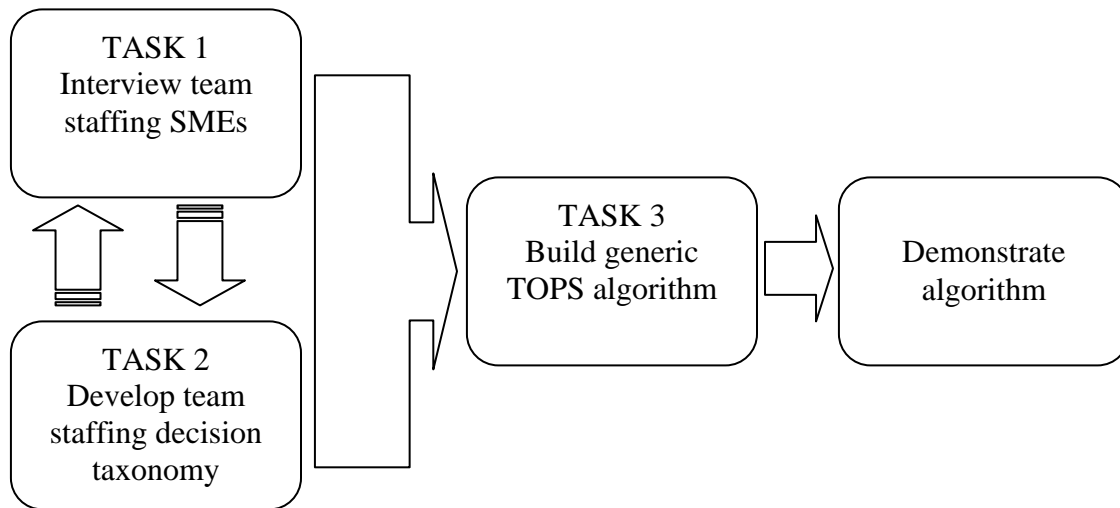 TASK 1
Interview team
staffing SMEs
TASK 2
Develop team
staffing decision
taxonomy
TASK 3
Build generic
TOPS algorithm
Demonstrate
algorithm